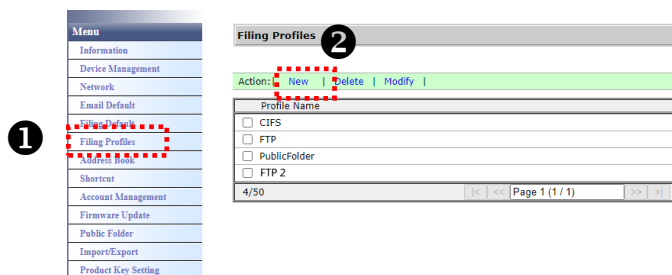 Menu
Information
Device Management
Network
Email Default
Filing Default
Filing Profiles
Address Book
Shortcut
Account Management
Firmware Update
Public Folder
Import/Export
Product Key Setting
1
Filing Profiles
2
Action: | New | Delete | Modify |
Profile Name
CIFS
FTP
PublicFolder
FTP 2
4/50 |< << Page 1 (1 / 1) >> >|